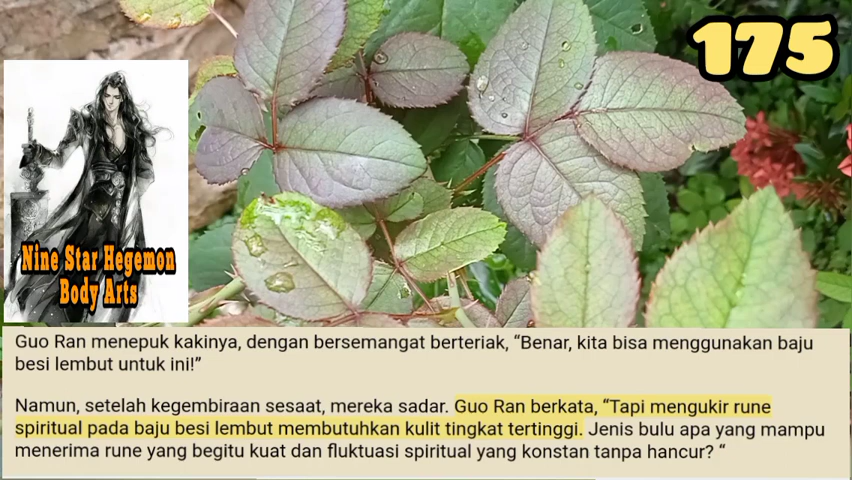 175
Nine Star Hegemon
Body Arts
Guo Ran menepuk kakinya, dengan bersemangat berteriak, “Benar, kita bisa menggunakan baju
besi lembut untuk ini!”
Namun, setelah kegembiraan sesaat, mereka sadar. Guo Ran berkata, “Tapi mengukir rune
spiritual pada baju besi lembut membutuhkan kulit tingkat tertinggi. Jenis bulu apa yang mampu
menerima rune yang begitu kuat dan fluktuasi spiritual yang konstan tanpa hancur? “